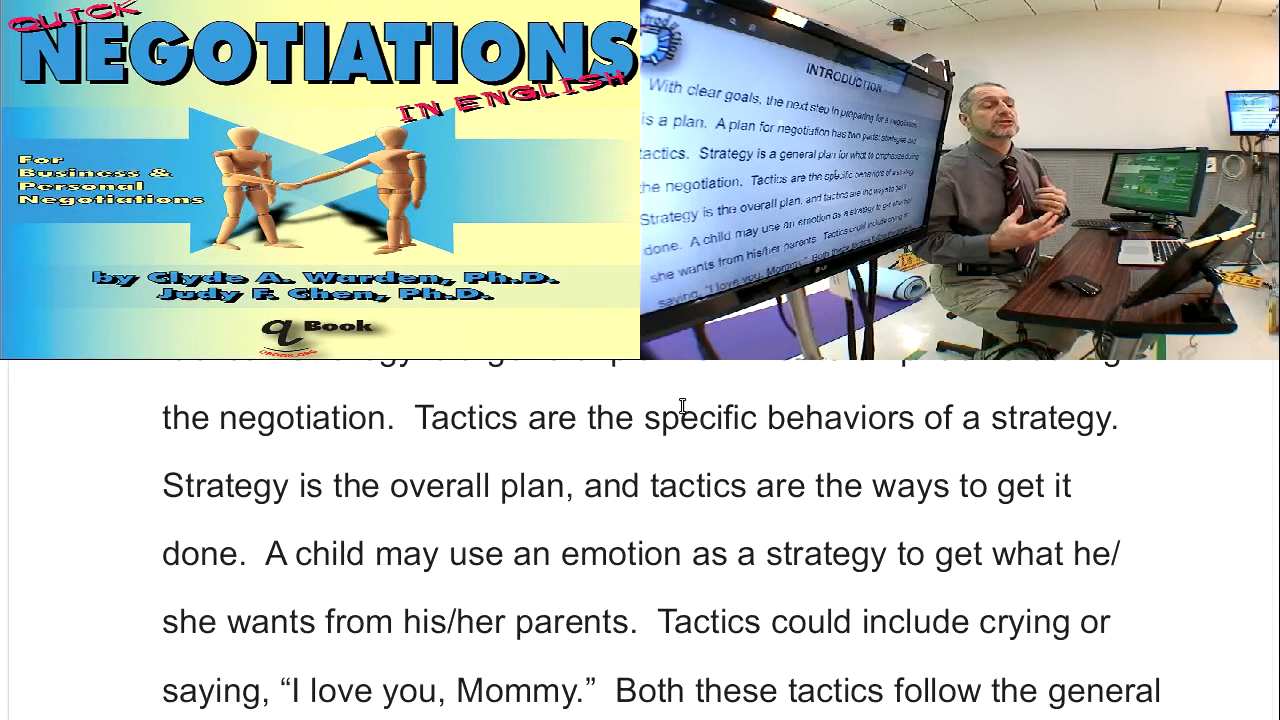 QUICK
NEGOTIATIONS
IN ENGLISH
For
Business &
Personal
Negotiations
by Clyde A. Warden, Ph.D.
Judy F. Chen, Ph.D.
q Book
INTRODUCTION
With clear goals, the next step in preparing for a negotiation
is a plan. A plan for negotiation has two parts: strategies and
tactics. Strategy is a general plan for what to emphasize during
the negotiation. Tactics are the specific behaviors of a strategy.
Strategy is the overall plan, and tactics are the ways to get it
done. A child may use an emotion as a strategy to get what he/
she wants from his/her parents. Tactics could include crying or
saying, "I love you, Mommy." Both these tactics follow the general
the negotiation. Tactics are the specific behaviors of a strategy.
Strategy is the overall plan, and tactics are the ways to get it
done. A child may use an emotion as a strategy to get what he/
she wants from his/her parents. Tactics could include crying or
saying, “I love you, Mommy.” Both these tactics follow the general